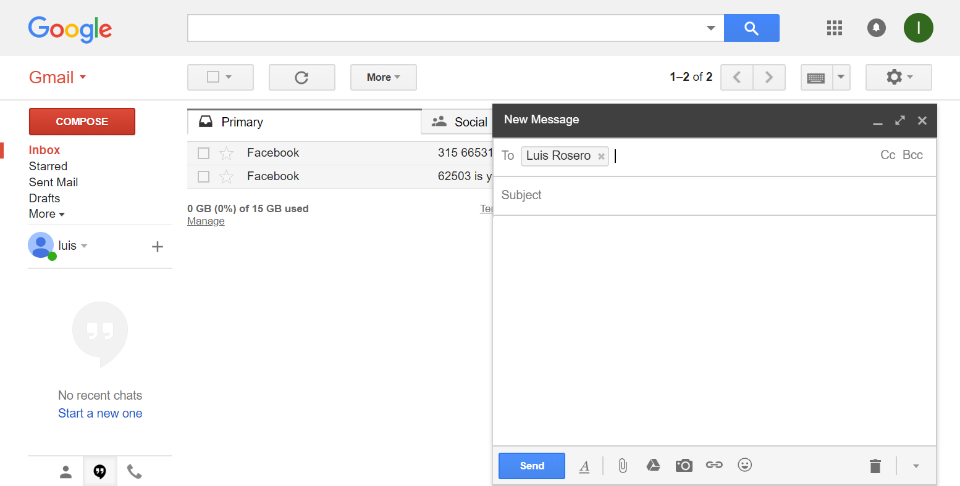 Google
I
Gmail
More
1–2 of 2
COMPOSE
Inbox
Starred
Sent Mail
Drafts
More
luis
No recent chats
Start a new one
Primary
Social
Facebook 315 66531
Facebook 62503 is y
0 GB (0%) of 15 GB used
Manage
New Message
To Luis Rosero Cc Bcc
Subject
Send A